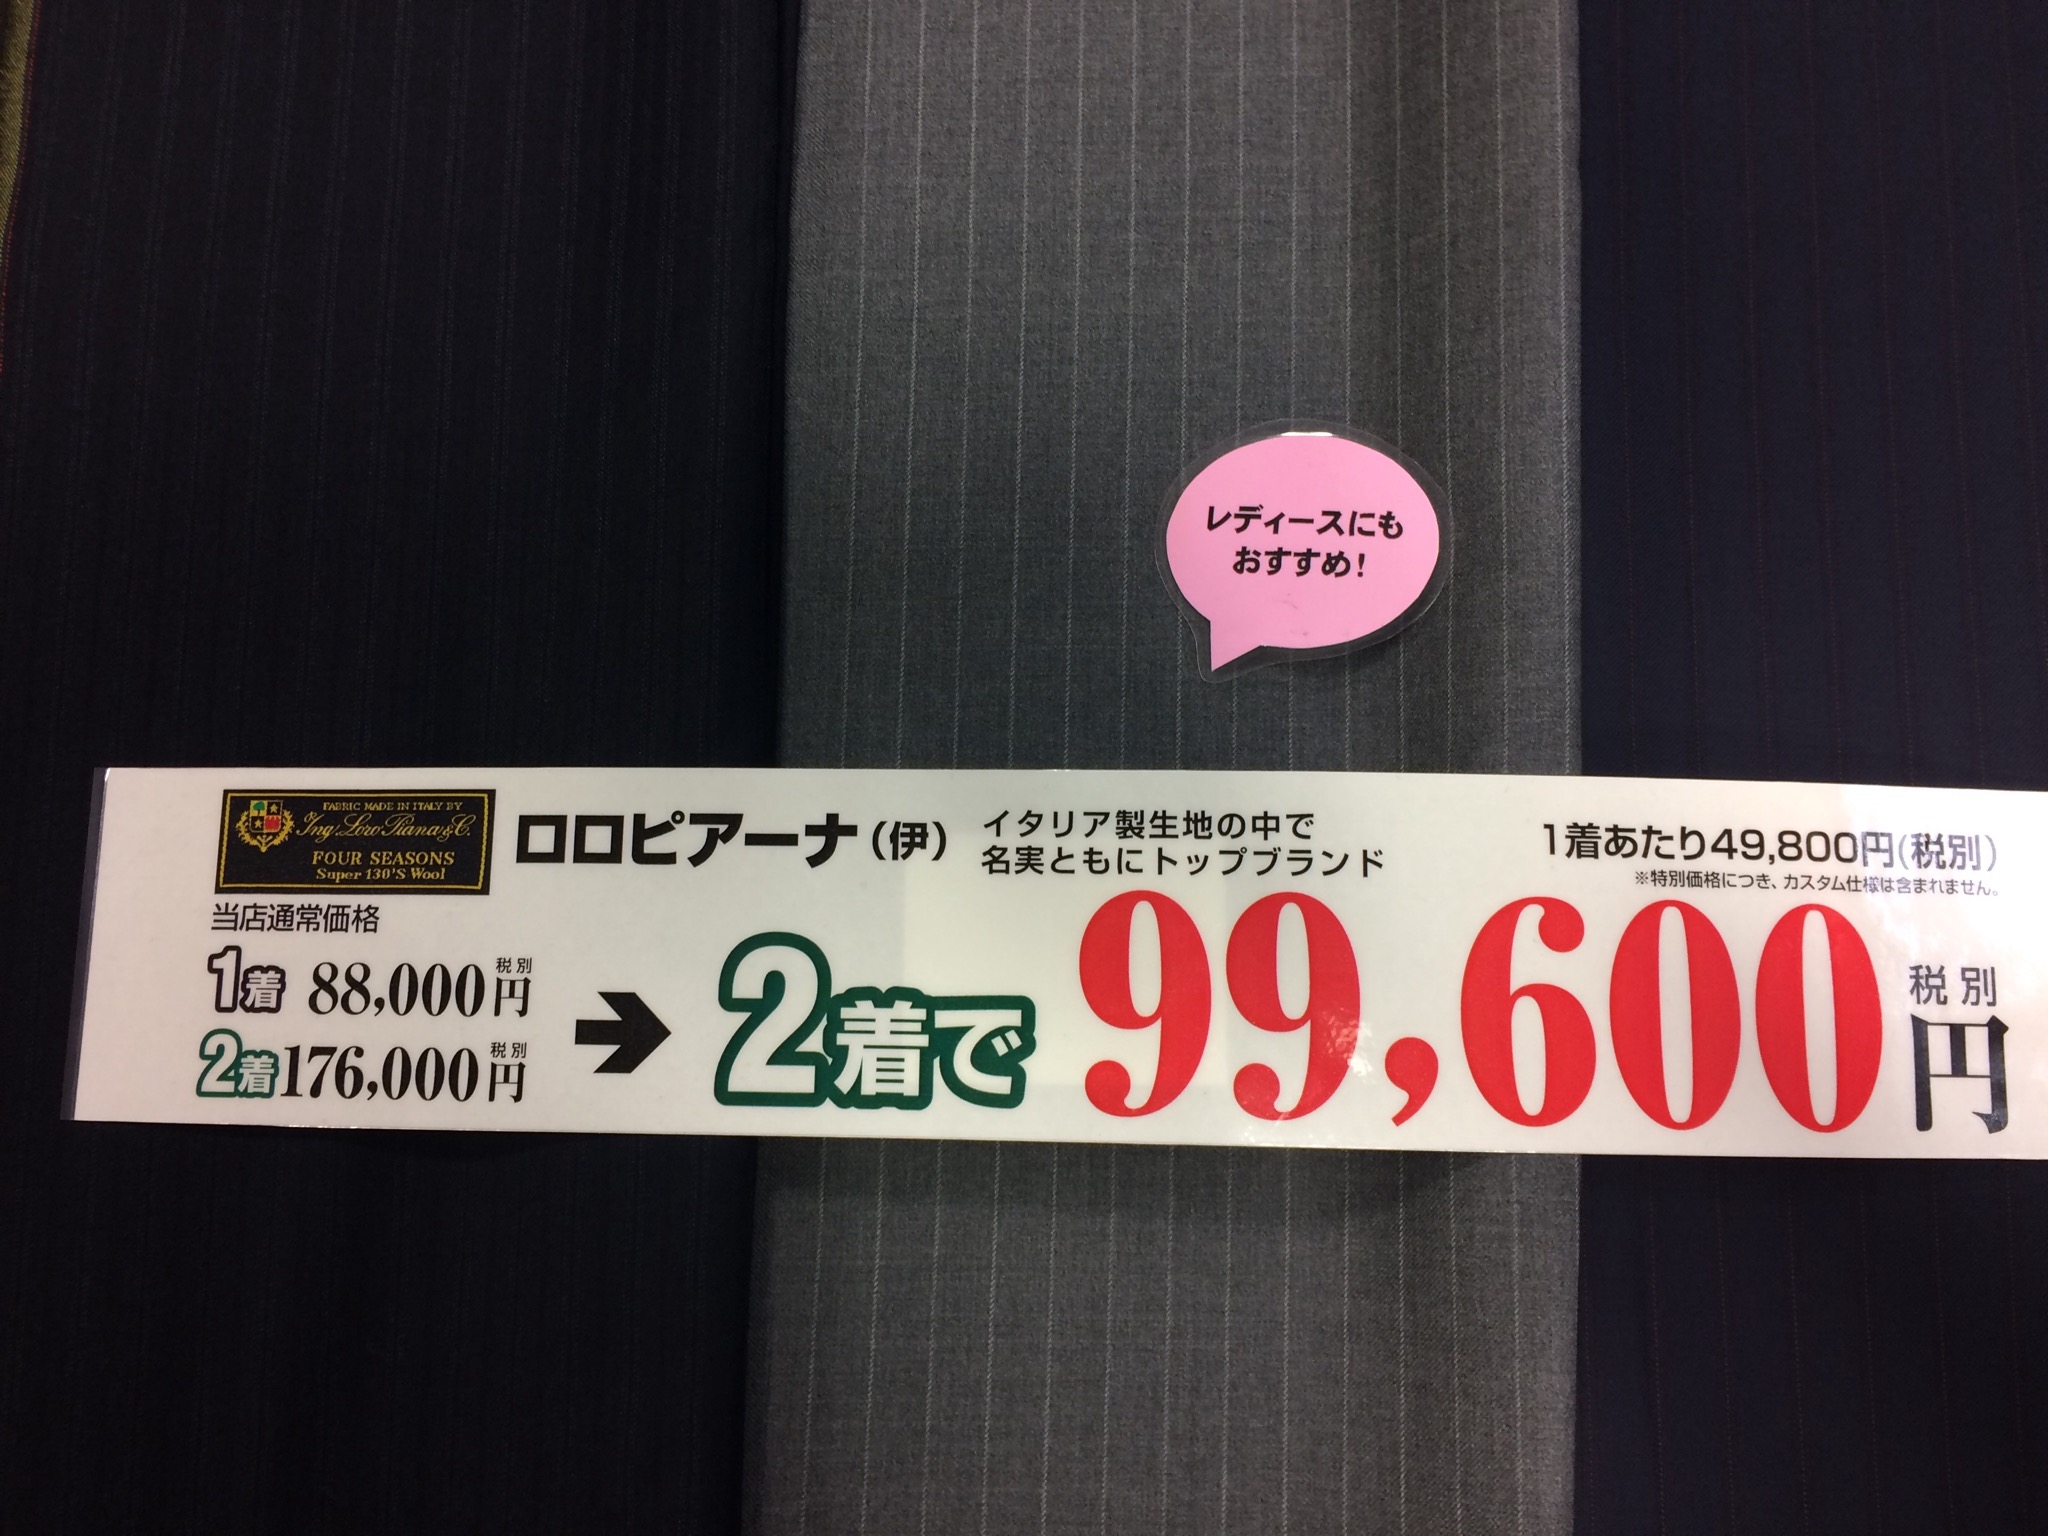 レディースにも
おすすめ!
FABRIC MADE IN ITALY BY
Ing. Loro Piana & C.
FOUR SEASONS
Super 130'S Wool
ロロピアーナ(伊)
イタリア製生地の中で
名実ともにトップブランド
1着あたり49,800円(税別)
※特別価格につき、カスタム仕様は含まれません。
当店通常価格
1着 88,000円 税別
2着 176,000円 税別
→
2着で 99,600円 税別